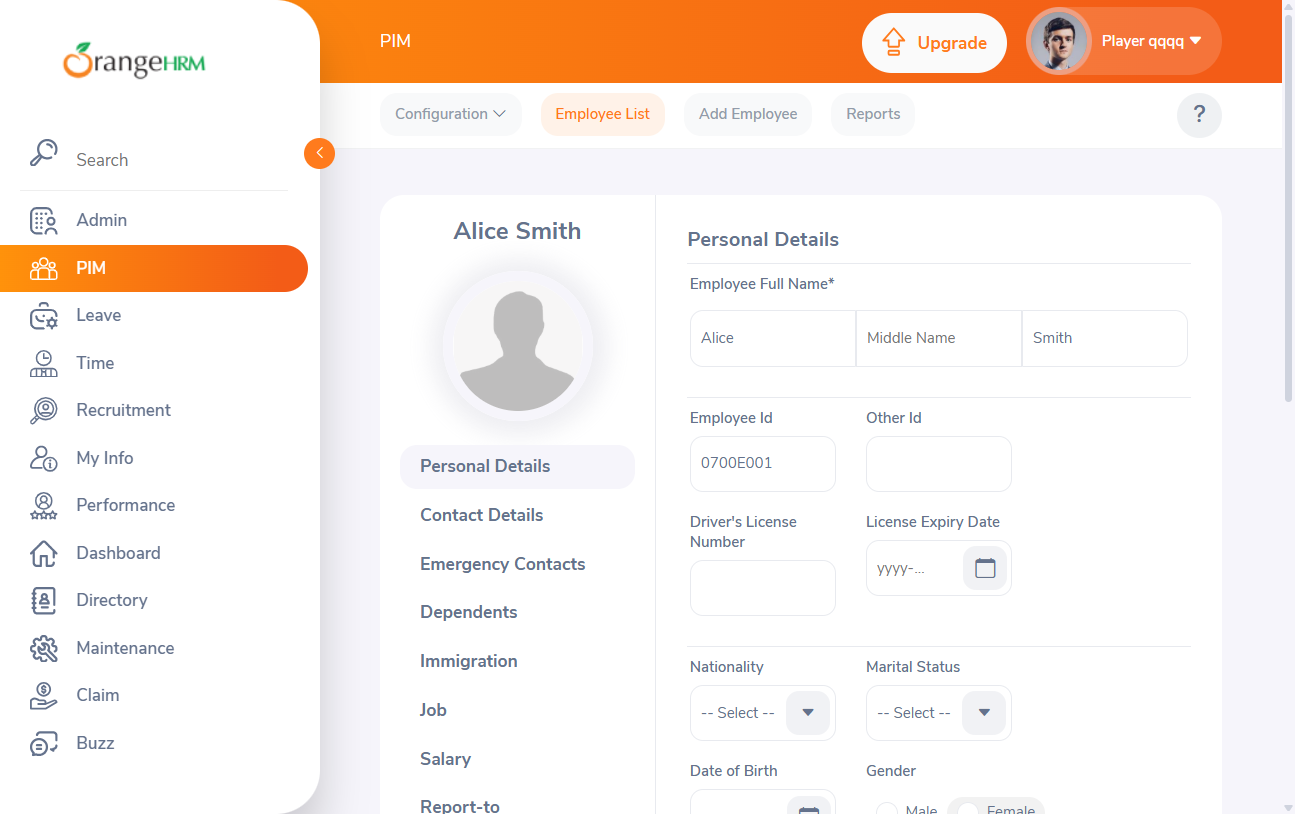 OrangeHRM
Search
Admin
PIM
Leave
Time
Recruitment
My Info
Performance
Dashboard
Directory
Maintenance
Claim
Buzz
PIM
Upgrade
Player qqqq
Configuration
Employee List
Add Employee
Reports
?
Alice Smith
Personal Details
Contact Details
Emergency Contacts
Dependents
Immigration
Job
Salary
Report-to
Personal Details
Employee Full Name*
Alice
Middle Name
Smith
Employee Id
Other Id
0700E001
Driver's License
Number
License Expiry Date
yyyy-...
Nationality
Marital Status
-- Select --
-- Select --
Date of Birth
Gender
Male
Female